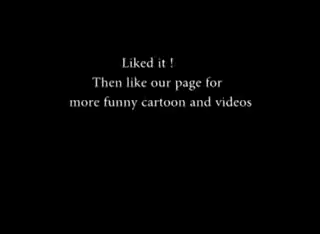 Liked it !
Then like our page for
more funny cartoon and videos